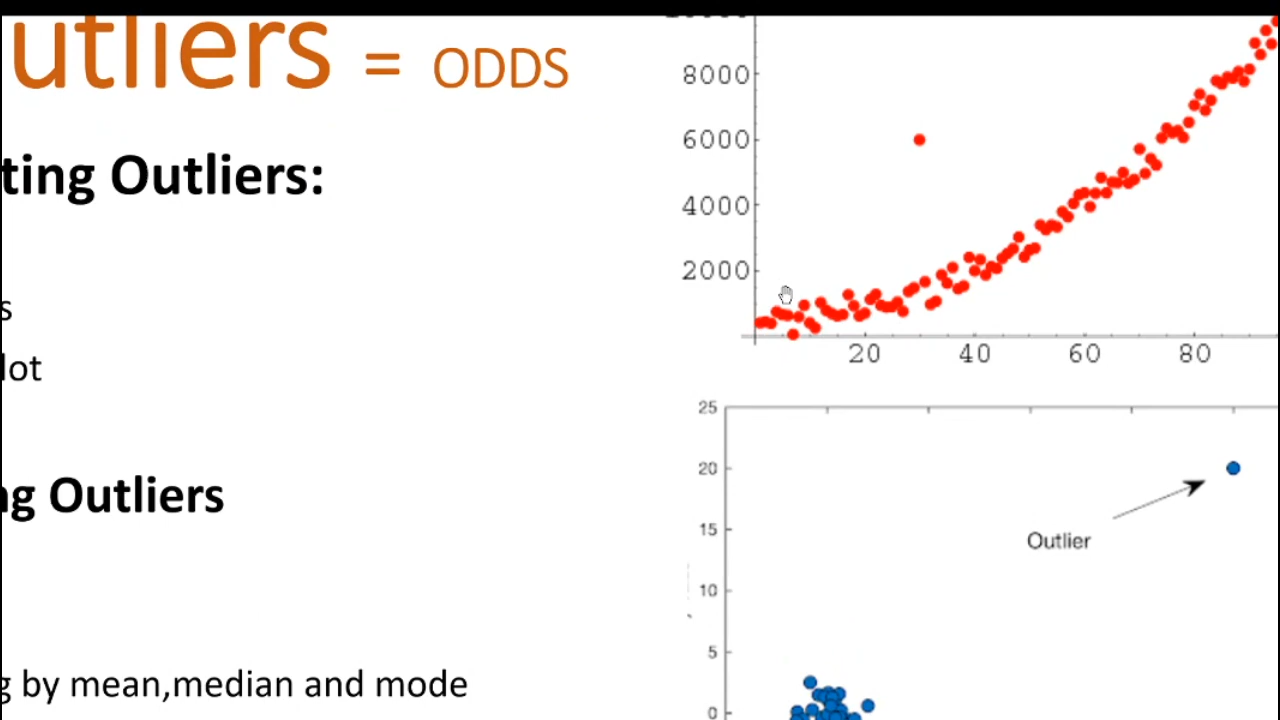 utliers = ODDS
ting Outliers:
s
lot
ng Outliers
g by mean,median and mode
8000
6000
4000
2000
20 40 60 80
25
20
15
10
5
0
Outlier